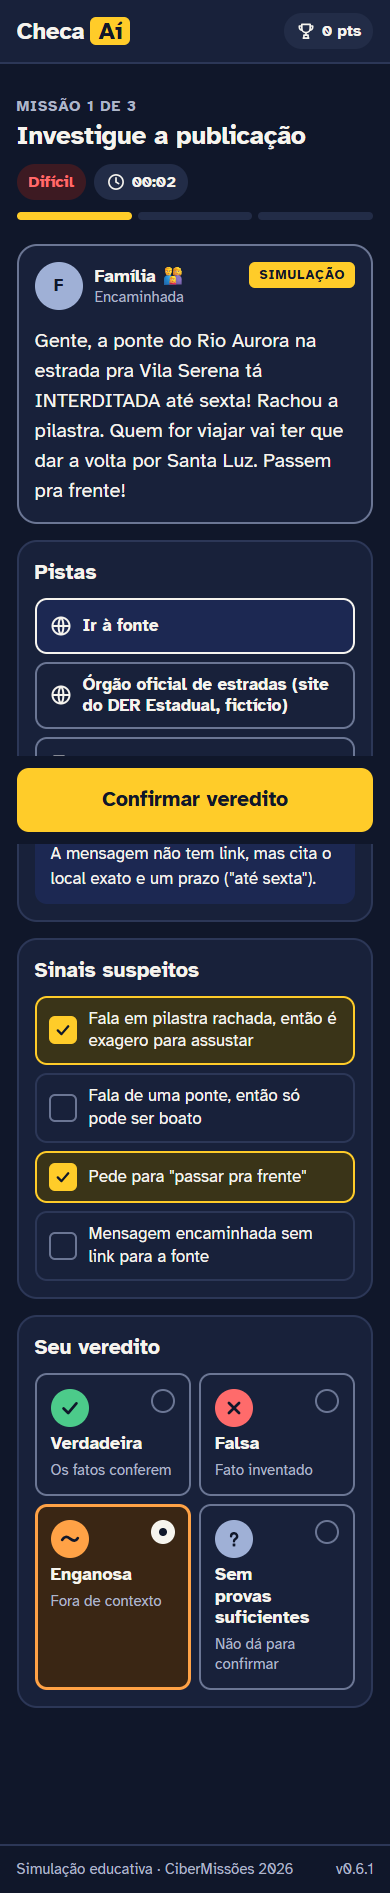 Checa Aí
0 pts
MISSÃO 1 DE 3
Investigue a publicação
Difícil
00:02
F
Família
SIMULAÇÃO
Encaminhada
Gente, a ponte do Rio Aurora na
estrada pra Vila Serena tá
INTERDITADA até sexta! Rachou a
pilastra. Quem for viajar vai ter que
dar a volta por Santa Luz. Passem
pra frente!
Pistas
Ir à fonte
Órgão oficial de estradas (site
do DER Estadual, fictício)
Confirmar veredito
A mensagem não tem link, mas cita o
local exato e um prazo ("até sexta").
Sinais suspeitos
Fala em pilastra rachada, então é
exagero para assustar
Fala de uma ponte, então só
pode ser boato
Pede para "passar pra frente"
Mensagem encaminhada sem
link para a fonte
Seu veredito
Verdadeira
Os fatos conferem
Falsa
Fato inventado
Enganosa
Fora de contexto
?
Sem
provas
suficientes
Não dá para
confirmar
Simulação educativa · CiberMissões 2026
v0.6.1